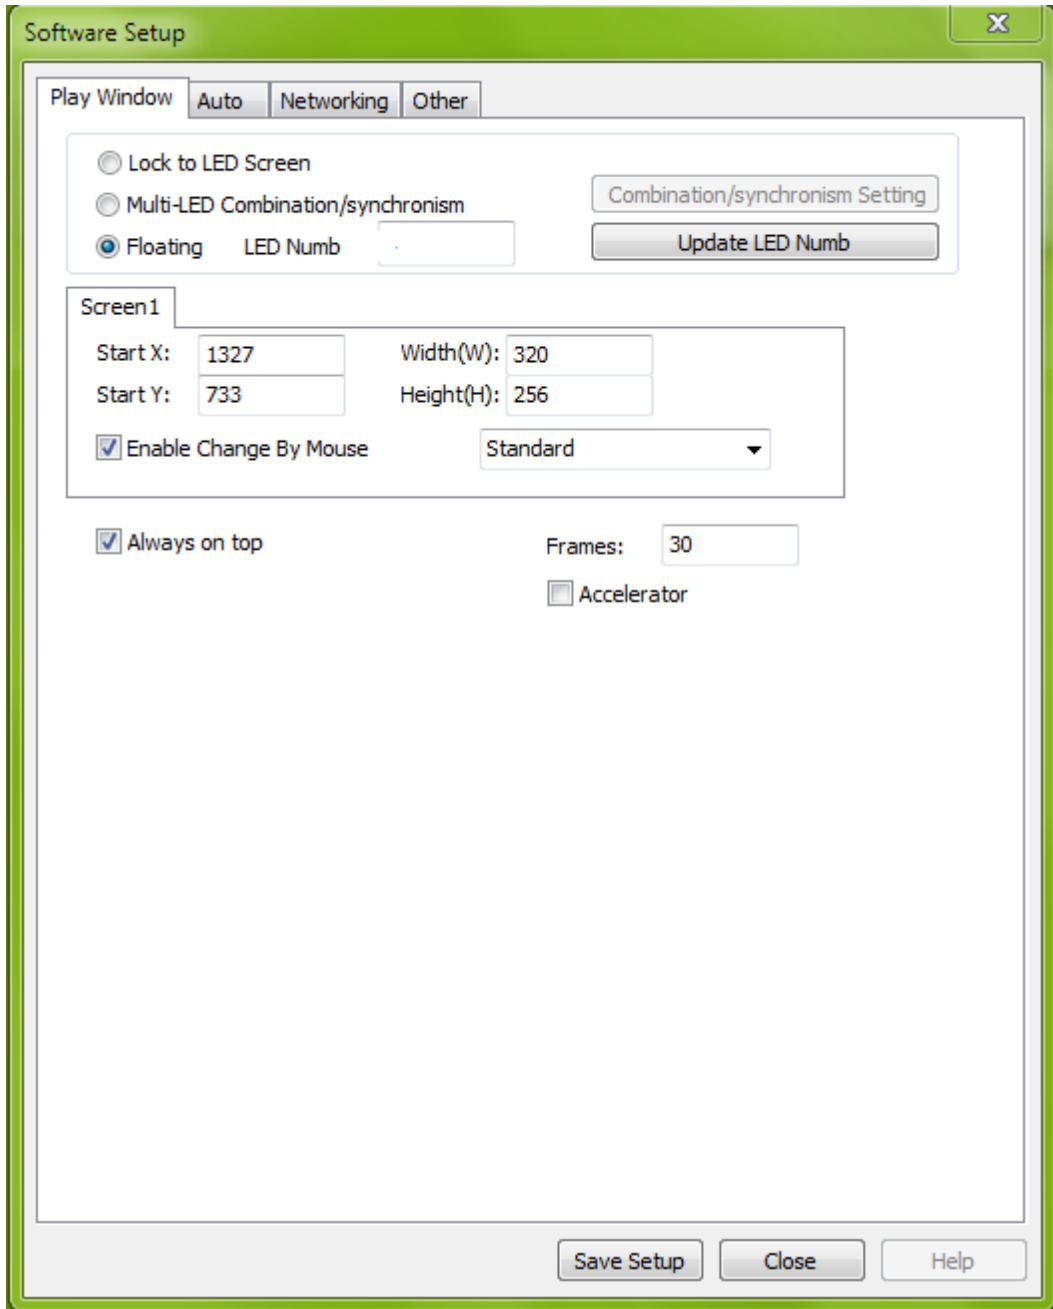 Software Setup
Play Window Auto Networking Other
Lock to LED Screen
Multi-LED Combination/synchronism
Combination/synchronism Setting
Floating LED Numb
Update LED Numb
Screen1
Start X: 1327 Width(W): 320
Start Y: 733 Height(H): 256
Enable Change By Mouse Standard
Always on top Frames: 30
Accelerator
Save Setup Close Help